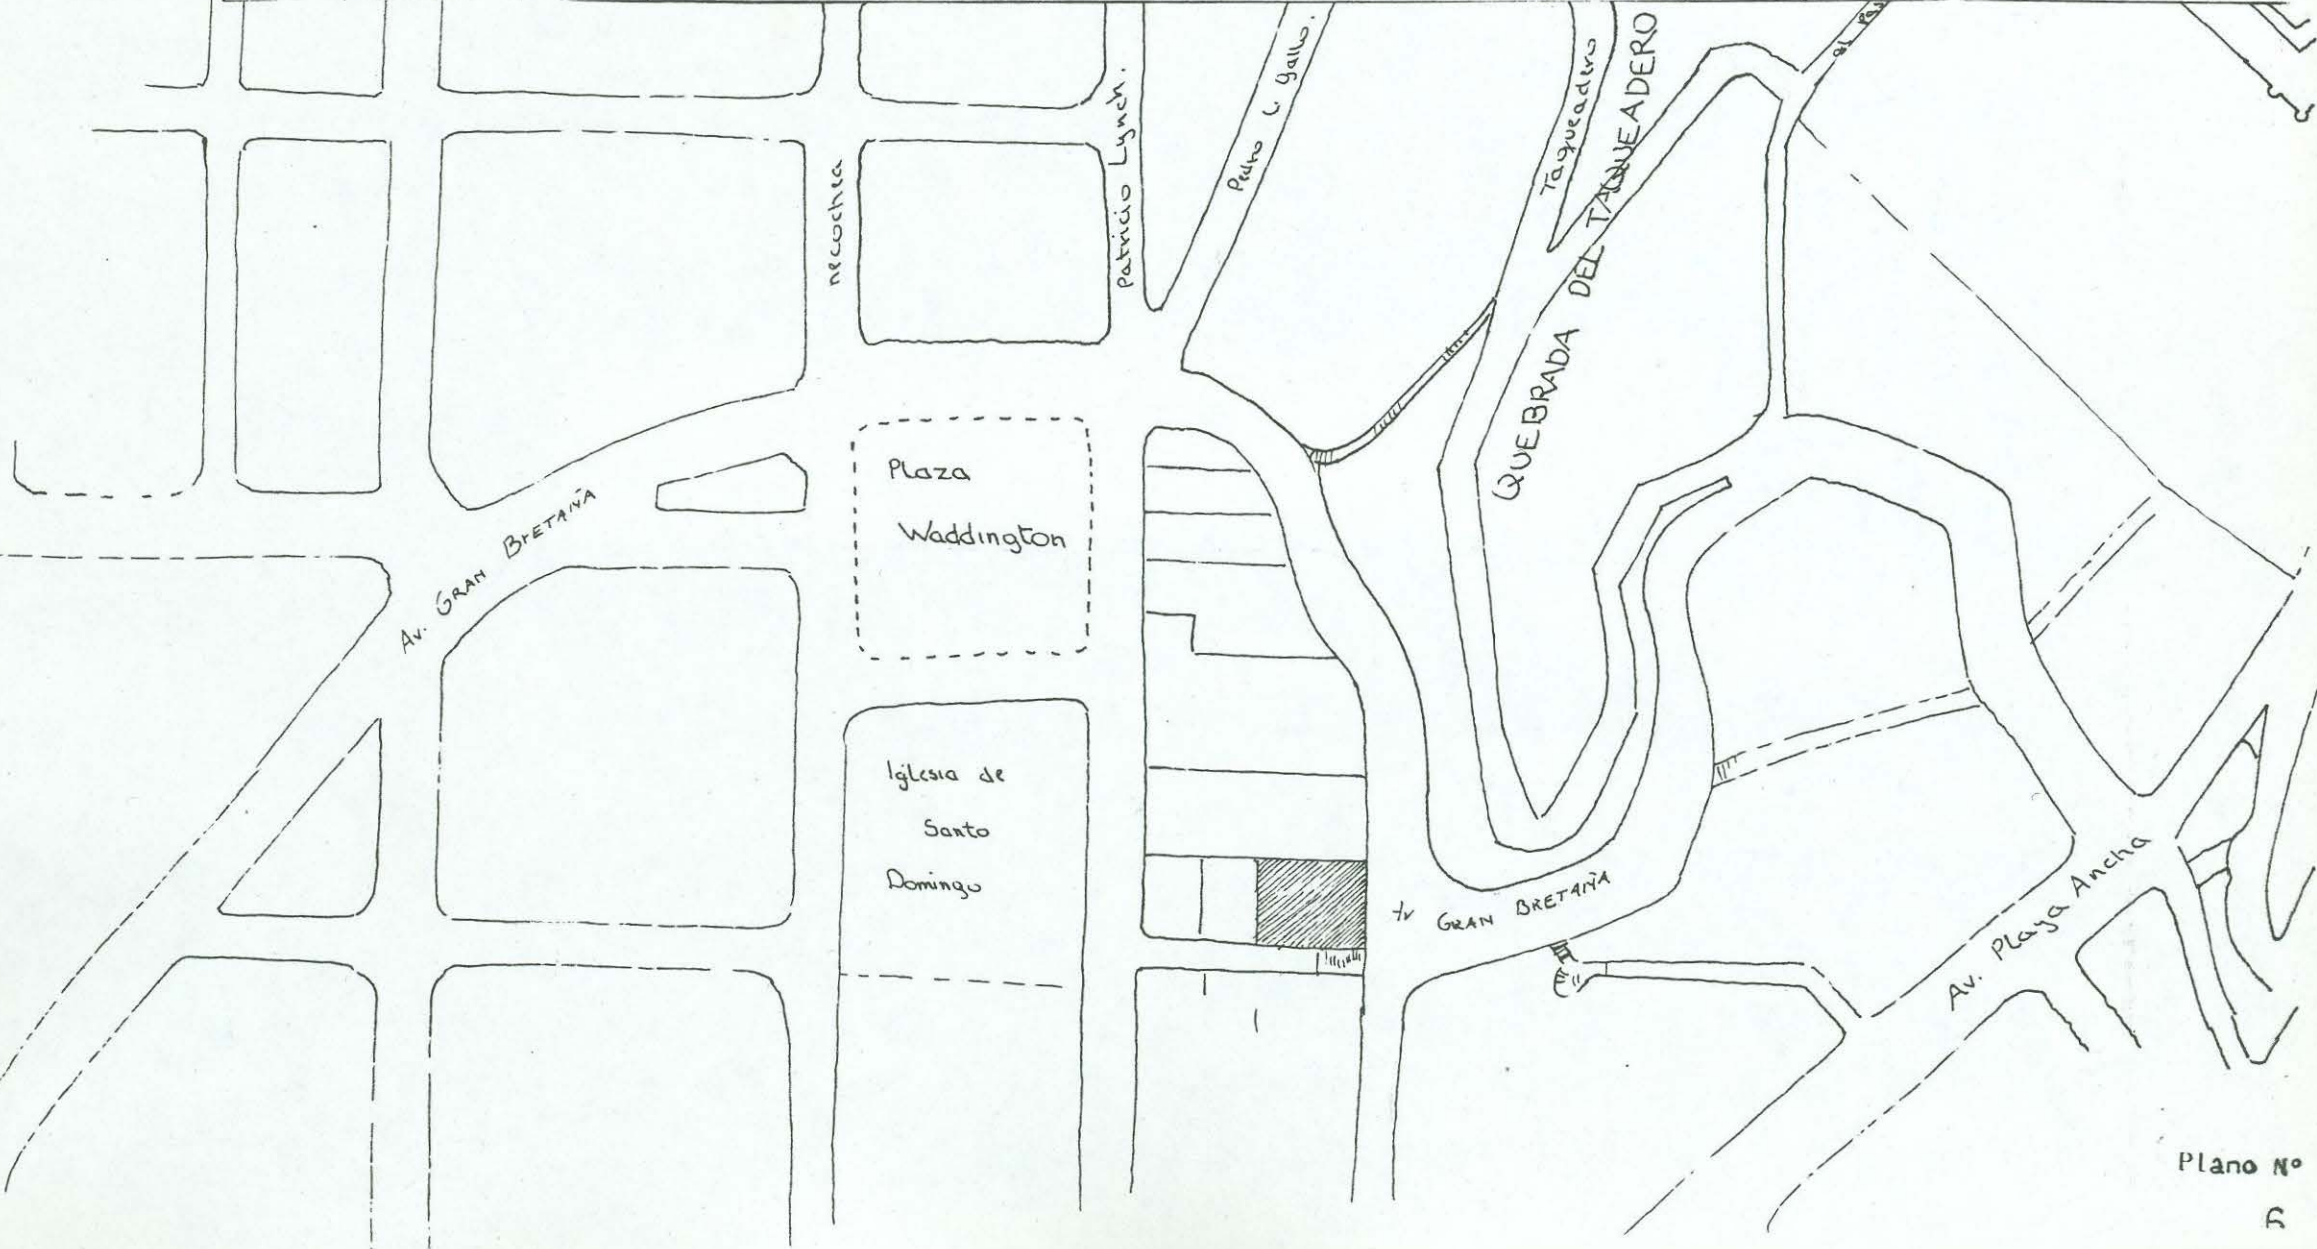 necochea
Patricio Lynch.
Pedro L Gallo.
Taqueadero
QUEBRADA DEL TAQUEADERO
Plaza
Waddington
Av. GRAN BRETAÑA
Iglesia de
Santo
Domingo
Av GRAN BRETAÑA
Av. Playa Ancha
Plano Nº
6